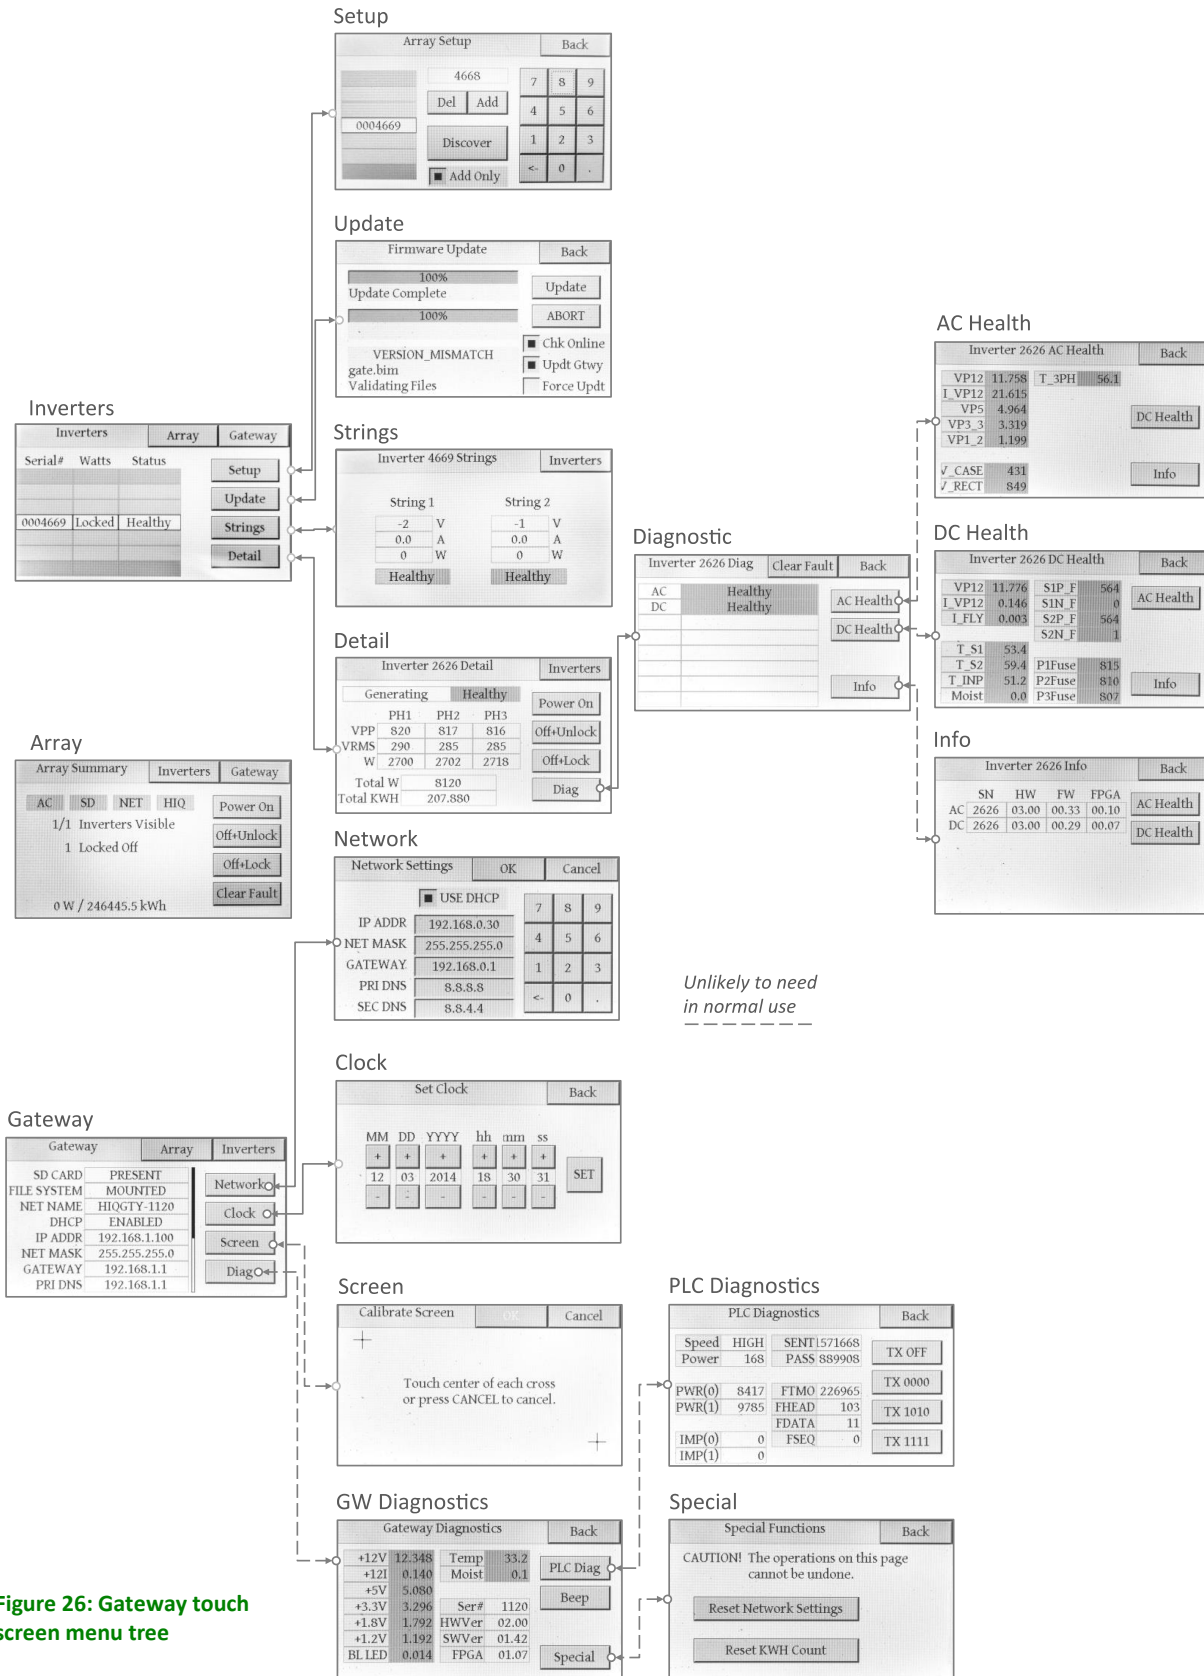 Setup
Array Setup
Back
4668
7 8 9
Del Add
4 5 6
0004669
Discover
1 2 3
Add Only
<- 0 .
Update
Firmware Update
Back
100%
Update Complete
Update
100%
ABORT
Chk Online
VERSION_MISMATCH
gate.bim
Updt Gtwy
Validating Files
Force Updt
Inverters
Inverters Array Gateway
Serial# Watts Status
Setup
Update
0004669 Locked Healthy
Strings
Detail
Strings
Inverter 4669 Strings
Inverters
String 1 String 2
-2 V -1 V
0.0 A 0.0 A
0 W 0 W
Healthy Healthy
Detail
Inverter 2626 Detail
Inverters
Generating Healthy
Power On
PH1 PH2 PH3
VPP 820 817 816
Off+Unlock
VRMS 290 285 285
W 2700 2702 2718
Off+Lock
Total W 8120
Diag
Total KWH 207.880
Diagnostic
Inverter 2626 Diag Clear Fault Back
AC Healthy
DC Healthy
AC Health
DC Health
Info
AC Health
Inverter 2626 AC Health
Back
VP12 11.758 T_3PH 56.1
I_VP12 21.615
VP5 4.964
VP3_3 3.319
VP1_2 1.199
DC Health
V_CASE 431
V_RECT 849
Info
DC Health
Inverter 2626 DC Health
Back
VP12 11.776 S1P_F 564
I_VP12 0.146 S1N_F 0
I_FLY 0.003 S2P_F 564
S2N_F 1
AC Health
T_S1 53.4
T_S2 59.4 P1Fuse 815
T_INP 51.2 P2Fuse 810
Moist 0.0 P3Fuse 807
Info
Info
Inverter 2626 Info
Back
SN HW FW FPGA
AC 2626 03.00 00.33 00.10
DC 2626 03.00 00.29 00.07
AC Health
DC Health
Array
Array Summary Inverters Gateway
AC SD NET HIQ
Power On
1/1 Inverters Visible
Off+Unlock
1 Locked Off
Off+Lock
Clear Fault
0 W / 246445.5 kWh
Network
Network Settings OK Cancel
USE DHCP
IP ADDR 192.168.0.30
NET MASK 255.255.255.0
GATEWAY 192.168.0.1
PRI DNS 8.8.8.8
SEC DNS 8.8.4.4
7 8 9
4 5 6
1 2 3
<- 0 .
Unlikely to need
in normal use
Clock
Set Clock
Back
MM DD YYYY hh mm ss
+ + + + + +
12 03 2014 18 30 31
- - - - - -
SET
Gateway
Gateway Array Inverters
SD CARD PRESENT
FILE SYSTEM MOUNTED
NET NAME HIQGTY-1120
DHCP ENABLED
IP ADDR 192.168.1.100
NET MASK 255.255.255.0
GATEWAY 192.168.1.1
PRI DNS 192.168.1.1
Network
Clock
Screen
Diag
Screen
Calibrate Screen OK Cancel
Touch center of each cross
or press CANCEL to cancel.
PLC Diagnostics
PLC Diagnostics
Back
Speed HIGH SENT 1571668
Power 168 PASS 889908
PWR(0) 8417 FTMO 226965
PWR(1) 9785 FHEAD 103
FDATA 11
IMP(0) 0 FSEQ 0
IMP(1) 0
TX OFF
TX 0000
TX 1010
TX 1111
GW Diagnostics
Gateway Diagnostics
Back
+12V 12.348 Temp 33.2
+12I 0.140 Moist 0.1
+5V 5.080
+3.3V 3.296 Ser# 1120
+1.8V 1.792 HWVer 02.00
+1.2V 1.192 SWVer 01.42
BL LED 0.014 FPGA 01.07
PLC Diag
Beep
Special
Special
Special Functions
Back
CAUTION! The operations on this page
cannot be undone.
Reset Network Settings
Reset KWH Count
Figure 26: Gateway touch
screen menu tree